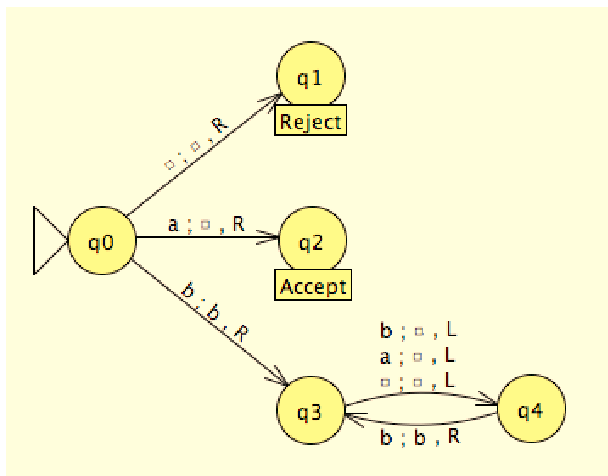 q1
Reject
□ ; □ , R
q0
a ; □ , R
q2
Accept
b ; b , R
b ; □ , L
a ; □ , L
□ ; □ , L
q3
q4
b ; b , R